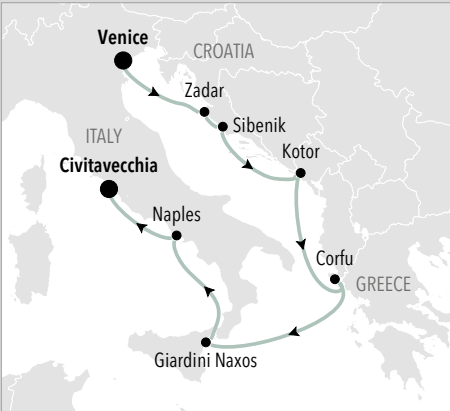 Venice
CROATIA
Zadar
Sibenik
ITALY
Kotor
Civitavecchia
Naples
Corfu
GREECE
Giardini Naxos